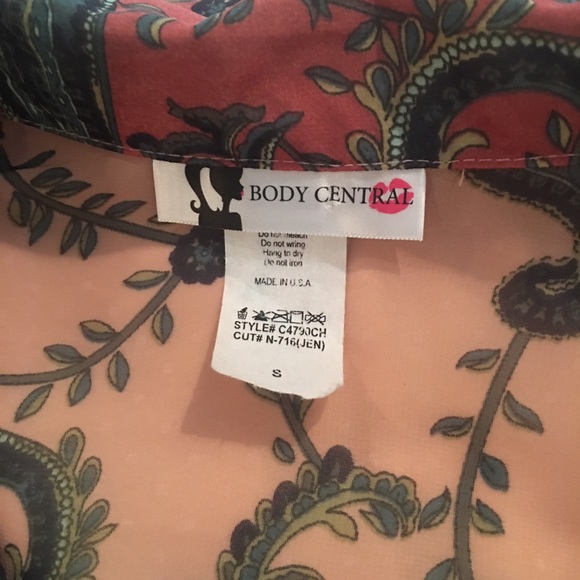 BODY CENTRAL
Do not bleach
Do not wring
Hang to dry
Do not iron
MADE IN U.S.A
STYLE# C4790CH
CUT# N-716(JEN)
S